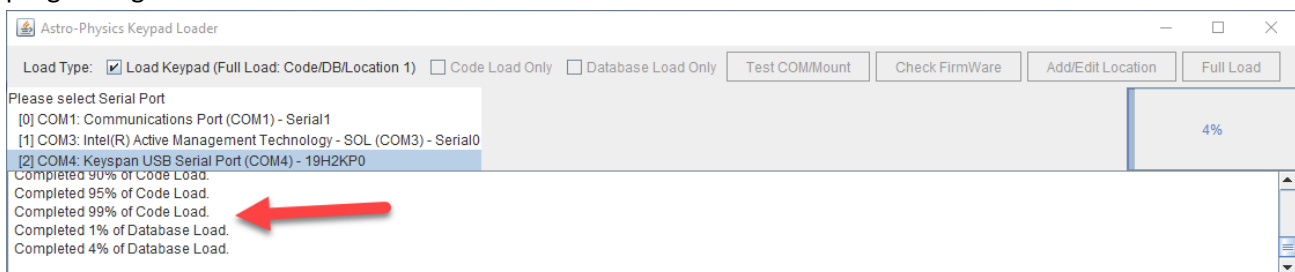 Astro-Physics Keypad Loader
Load Type: Load Keypad (Full Load: Code/DB/Location 1) Code Load Only Database Load Only Test COM/Mount Check FirmWare Add/Edit Location Full Load
Please select Serial Port
[0] COM1: Communications Port (COM1) - Serial1
[1] COM3: Intel(R) Active Management Technology - SOL (COM3) - Serial0
4%
[2] COM4: Keyspan USB Serial Port (COM4) - 19H2KP0
Completed 90% of Code Load.
Completed 95% of Code Load.
Completed 99% of Code Load.
Completed 1% of Database Load.
Completed 4% of Database Load.